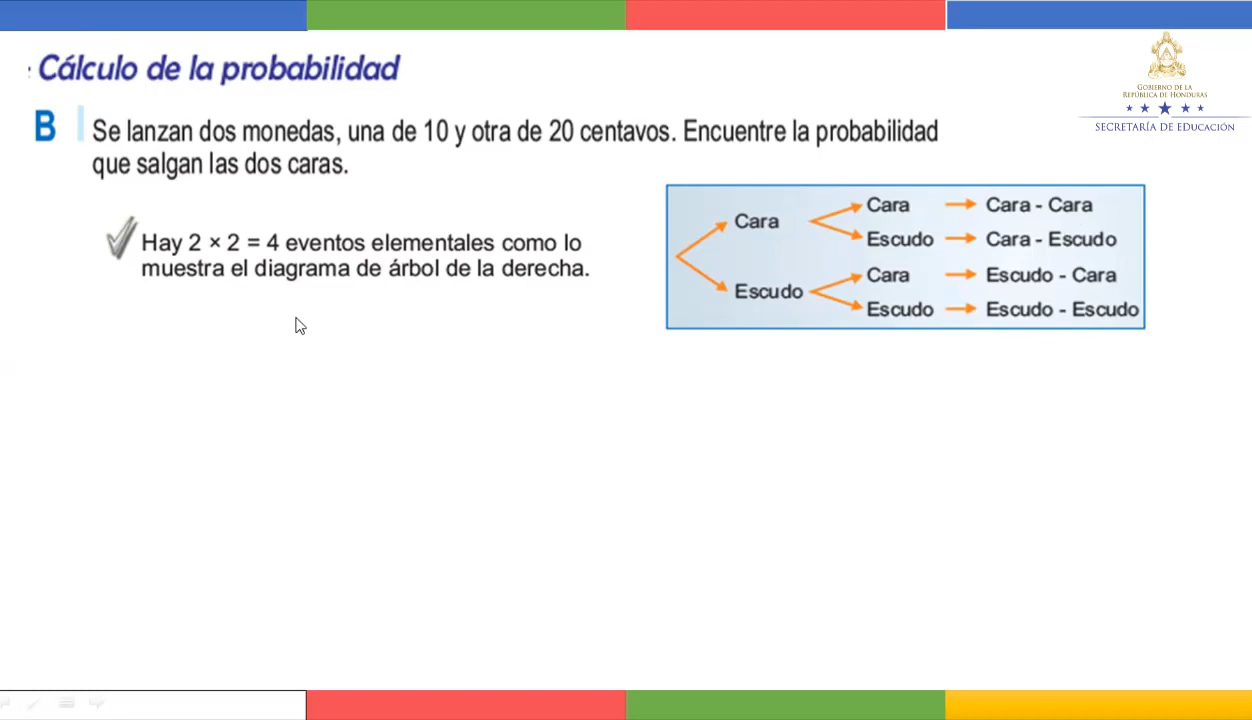 Cálculo de la probabilidad
GOBIERNO DE LA
REPÚBLICA DE HONDURAS
SECRETARÍA DE EDUCACIÓN
B
Se lanzan dos monedas, una de 10 y otra de 20 centavos. Encuentre la probabilidad
que salgan las dos caras.
Hay 2 × 2 = 4 eventos elementales como lo
muestra el diagrama de árbol de la derecha.
Cara
Cara
Cara - Cara
Escudo
Cara - Escudo
Escudo
Cara
Escudo - Cara
Escudo
Escudo - Escudo